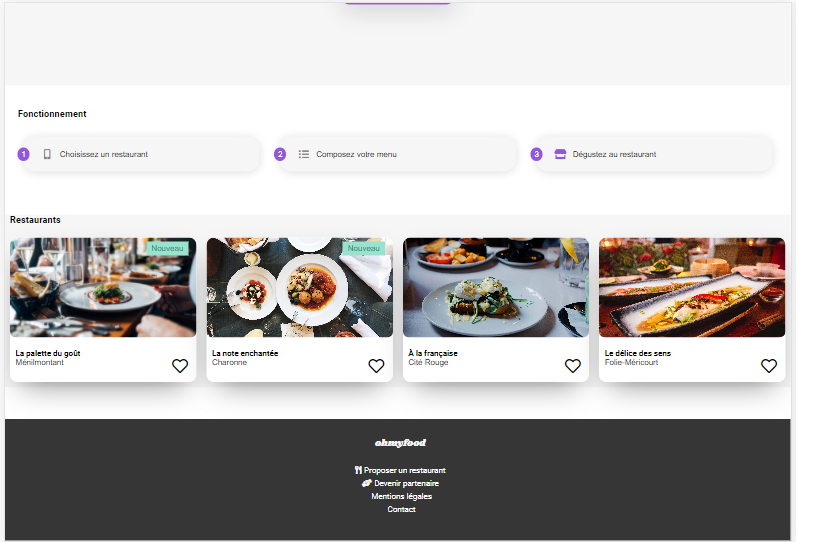 Fonctionnement
1 Choisissez un restaurant
2 Composez votre menu
3 Dégustez au restaurant
Restaurants
Nouveau
Nouveau
La palette du goût
Ménilmontant
La note enchantée
Charonne
À la française
Cité Rouge
Le délice des sens
Folie-Méricourt
ohmyfood
Proposer un restaurant
Devenir partenaire
Mentions légales
Contact